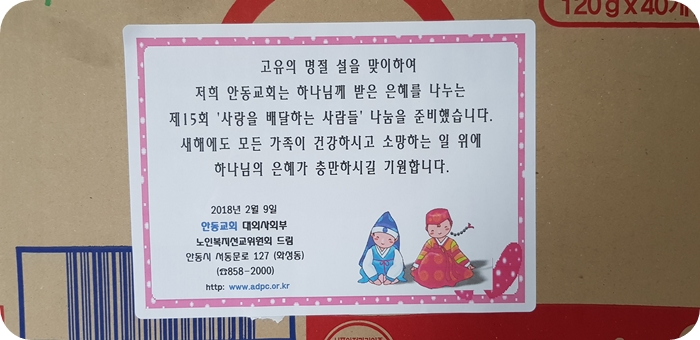 120g x 40개
고유의 명절 설을 맞이하여
저희 안동교회는 하나님께 받은 은혜를 나누는
제15회 '사랑을 배달하는 사람들' 나눔을 준비했습니다.
새해에도 모든 가족이 건강하시고 소망하는 일 위에
하나님의 은혜가 충만하시길 기원합니다.
2018년 2월 9일
안동교회 대외사회부
노인복지선교위원회 드림
안동시 서동문로 127 (화성동)
(☎858-2000)
http: www.adpc.or.kr